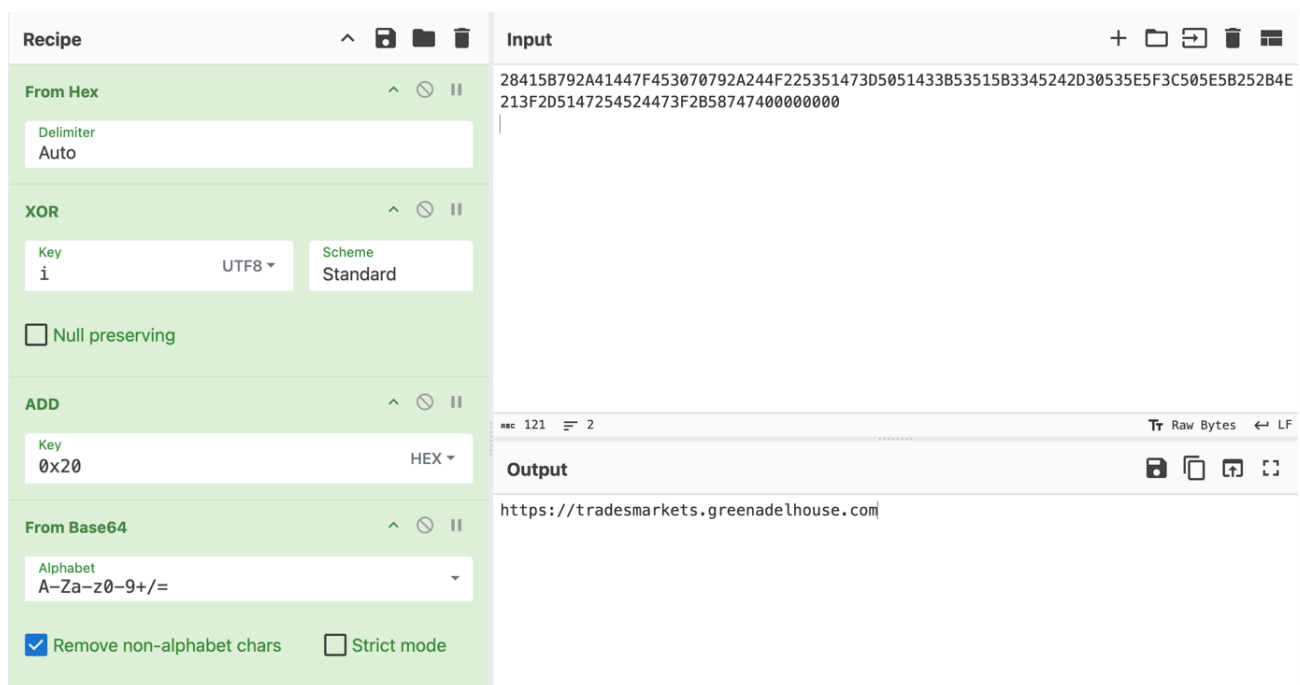 Recipe
From Hex
Delimiter
Auto
XOR
Key
i
UTF8
Scheme
Standard
Null preserving
ADD
Key
0x20
HEX
From Base64
Alphabet
A-Za-z0-9+/=
Remove non-alphabet chars
Strict mode
Input
28415B792A41447F453070792A244F225351473D5051433B53515B3345242D30535E5F3C505E5B252B4E
213F2D5147254524473F2B58747400000000
ABC 121 2
Tт Raw Bytes LF
Output
https://tradesmarkets.greenadelhouse.com